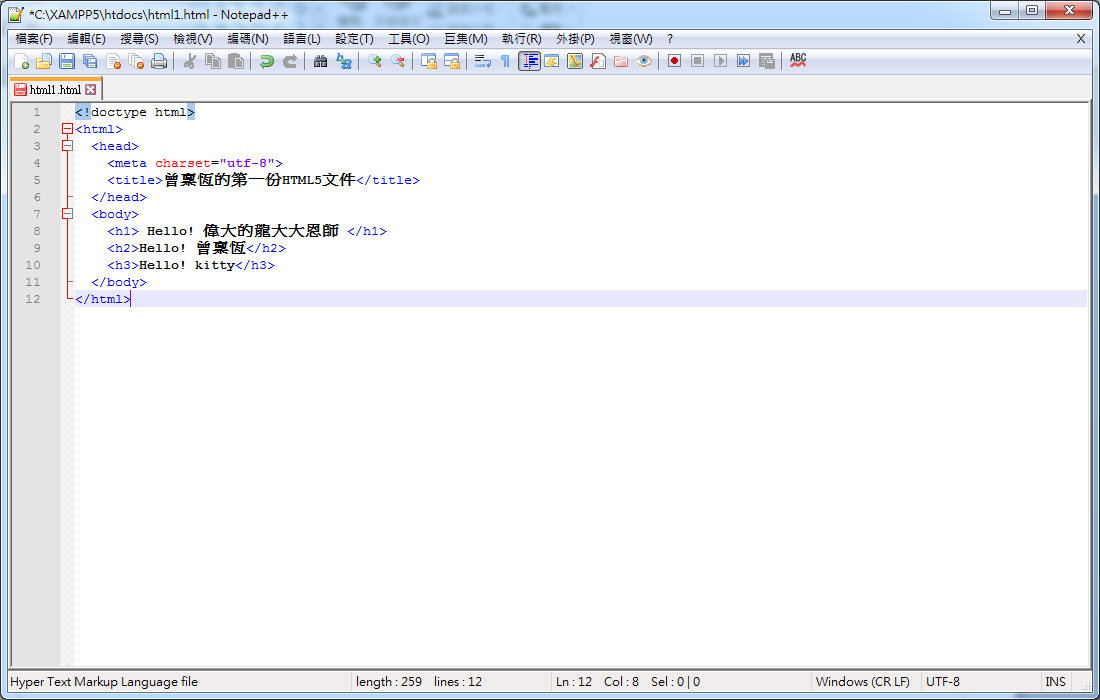 *C:\XAMPP5\htdocs\html1.html - Notepad++
檔案(F) 編輯(E) 搜尋(S) 檢視(V) 編碼(N) 語言(L) 設定(T) 工具(O) 巨集(M) 執行(R) 外掛(P) 視窗(W) ? X
ABC
html1.html
1 <!doctype html>
2 <html>
3 <head>
4 <meta charset="utf-8">
5 <title>曾稟恆的第一份HTML5文件</title>
6 </head>
7 <body>
8 <h1> Hello! 偉大的龍大大恩師 </h1>
9 <h2>Hello! 曾稟恆</h2>
10 <h3>Hello! kitty</h3>
11 </body>
12 </html>
Hyper Text Markup Language file length : 259 lines : 12 Ln : 12 Col : 8 Sel : 0 | 0 Windows (CR LF) UTF-8 INS